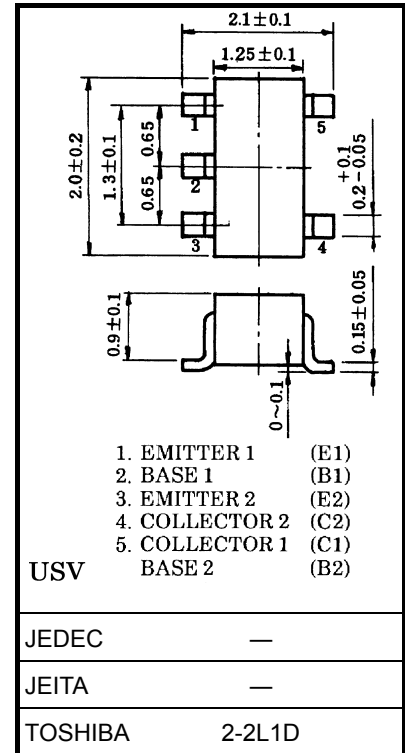 2.1±0.1
1.25±0.1
2.0±0.2
1.3±0.1
0.65
0.65
1
2
3
5
4
+0.1
0.2-0.05
0.9±0.1
0.15±0.05
0~0.1
1. EMITTER 1 (E1)
2. BASE 1 (B1)
3. EMITTER 2 (E2)
4. COLLECTOR 2 (C2)
5. COLLECTOR 1 (C1)
USV BASE 2 (B2)
JEDEC —
JEITA —
TOSHIBA 2-2L1D